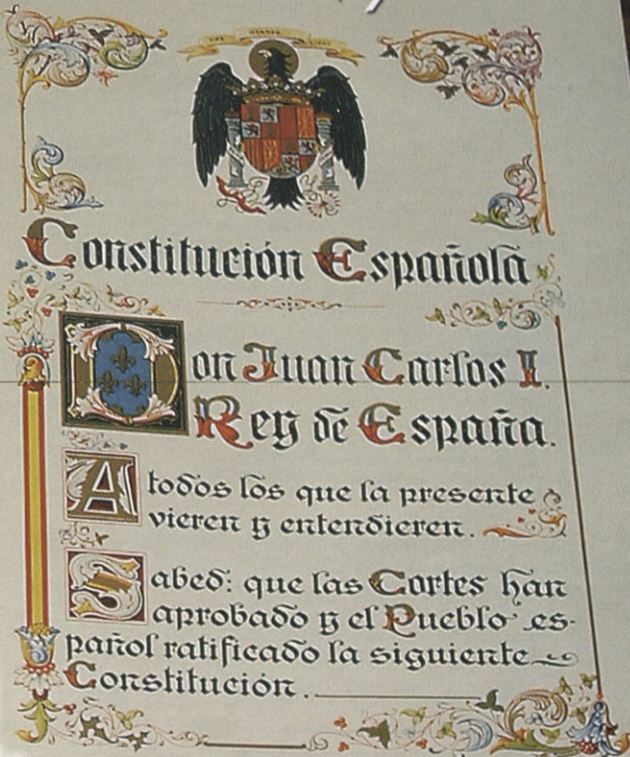 Constitución Española
Don Juan Carlos I.
Rey de España.
A todos los que la presente
vieren y entendieren.
Sabed: que las Cortes han
aprobado y el Pueblo es-
pañol ratificado la siguiente
Constitución.